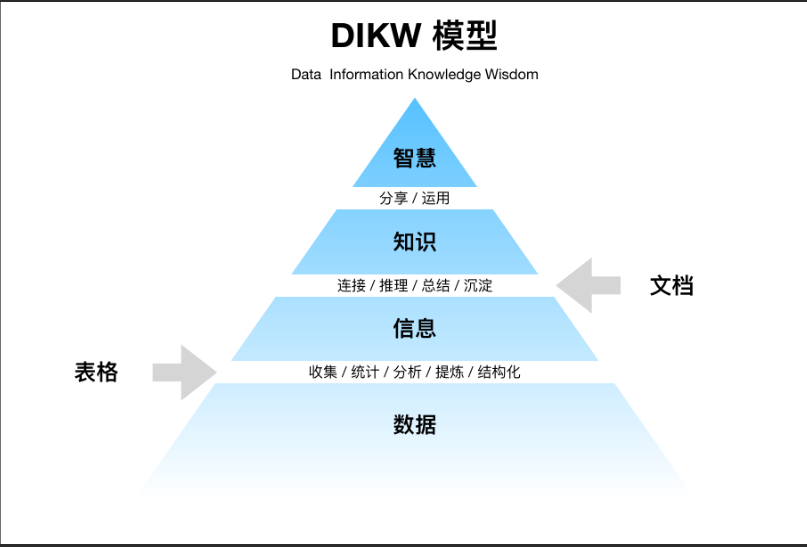 DIKW 模型
Data Information Knowledge Wisdom
智慧
分享 / 运用
知识
连接 / 推理 / 总结 / 沉淀
文档
信息
表格
收集 / 统计 / 分析 / 提炼 / 结构化
数据